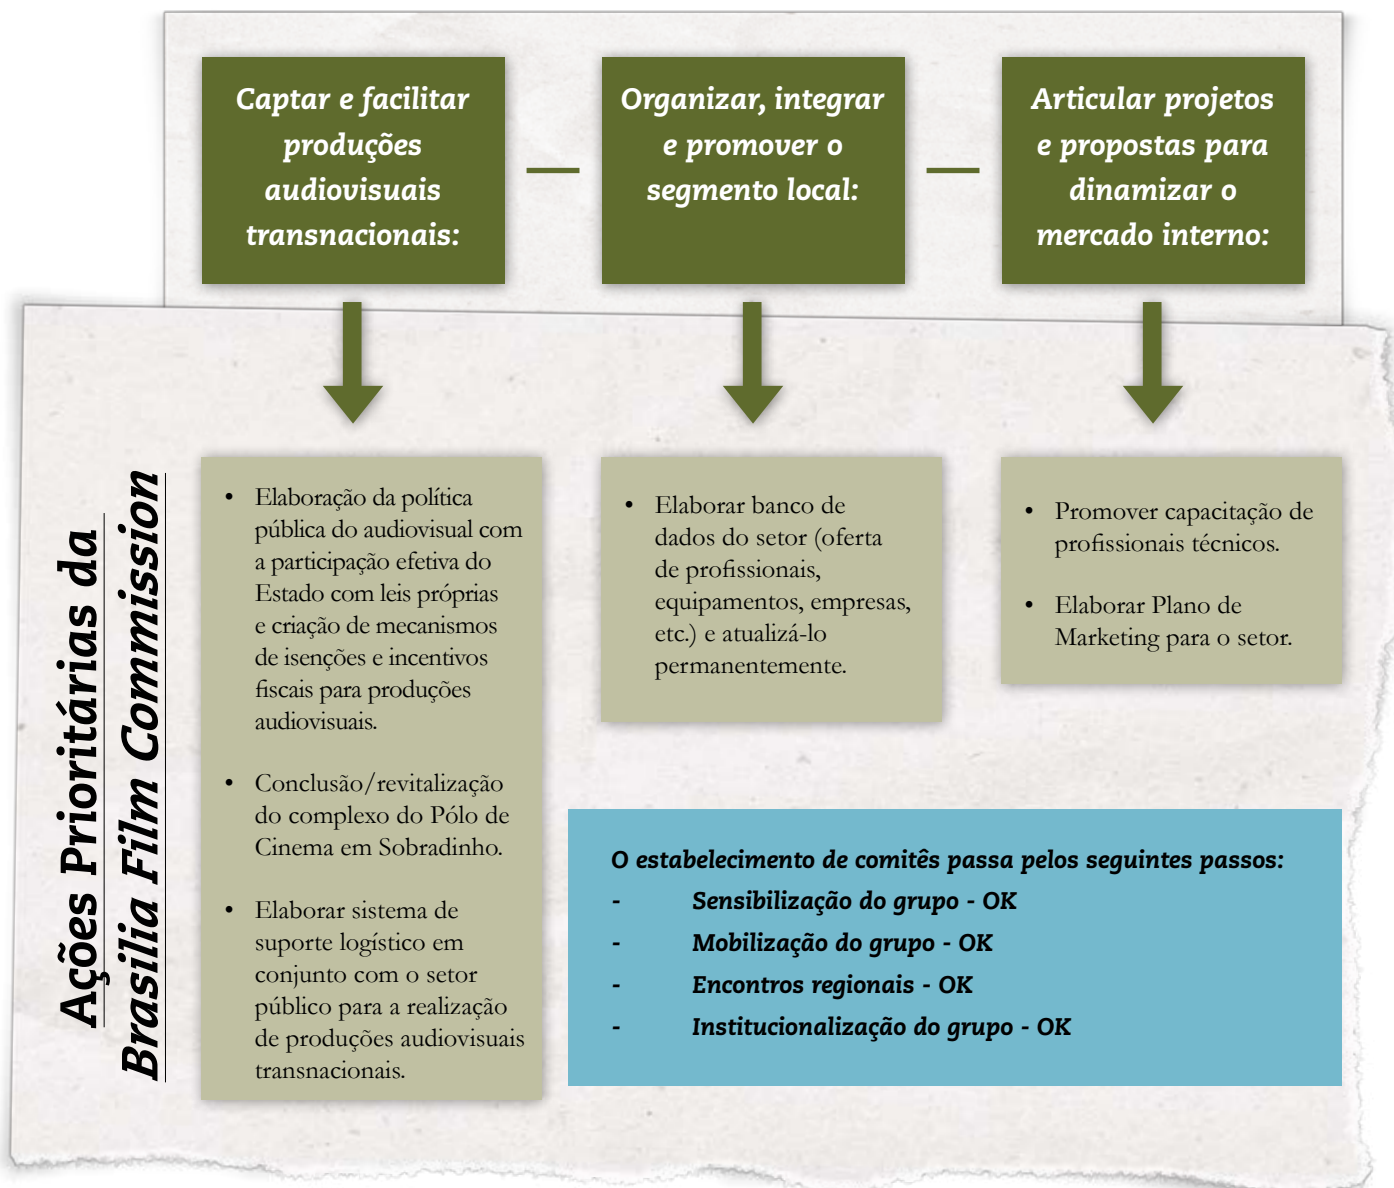 Captar e facilitar
produções
audiovisuais
transnacionais:
Organizar, integrar
e promover o
segmento local:
Articular projetos
e propostas para
dinamizar o
mercado interno:
Ações Prioritárias da
Brasilia Film Commission
• Elaboração da política
pública do audiovisual com
a participação efetiva do
Estado com leis próprias
e criação de mecanismos
de isenções e incentivos
fiscais para produções
audiovisuais.
• Conclusão/revitalização
do complexo do Pólo de
Cinema em Sobradinho.
• Elaborar sistema de
suporte logístico em
conjunto com o setor
público para a realização
de produções audiovisuais
transnacionais.
• Elaborar banco de
dados do setor (oferta
de profissionais,
equipamentos, empresas,
etc.) e atualizá-lo
permanentemente.
• Promover capacitação de
profissionais técnicos.
• Elaborar Plano de
Marketing para o setor.
O estabelecimento de comitês passa pelos seguintes passos:
- Sensibilização do grupo - OK
- Mobilização do grupo - OK
- Encontros regionais - OK
- Institucionalização do grupo - OK